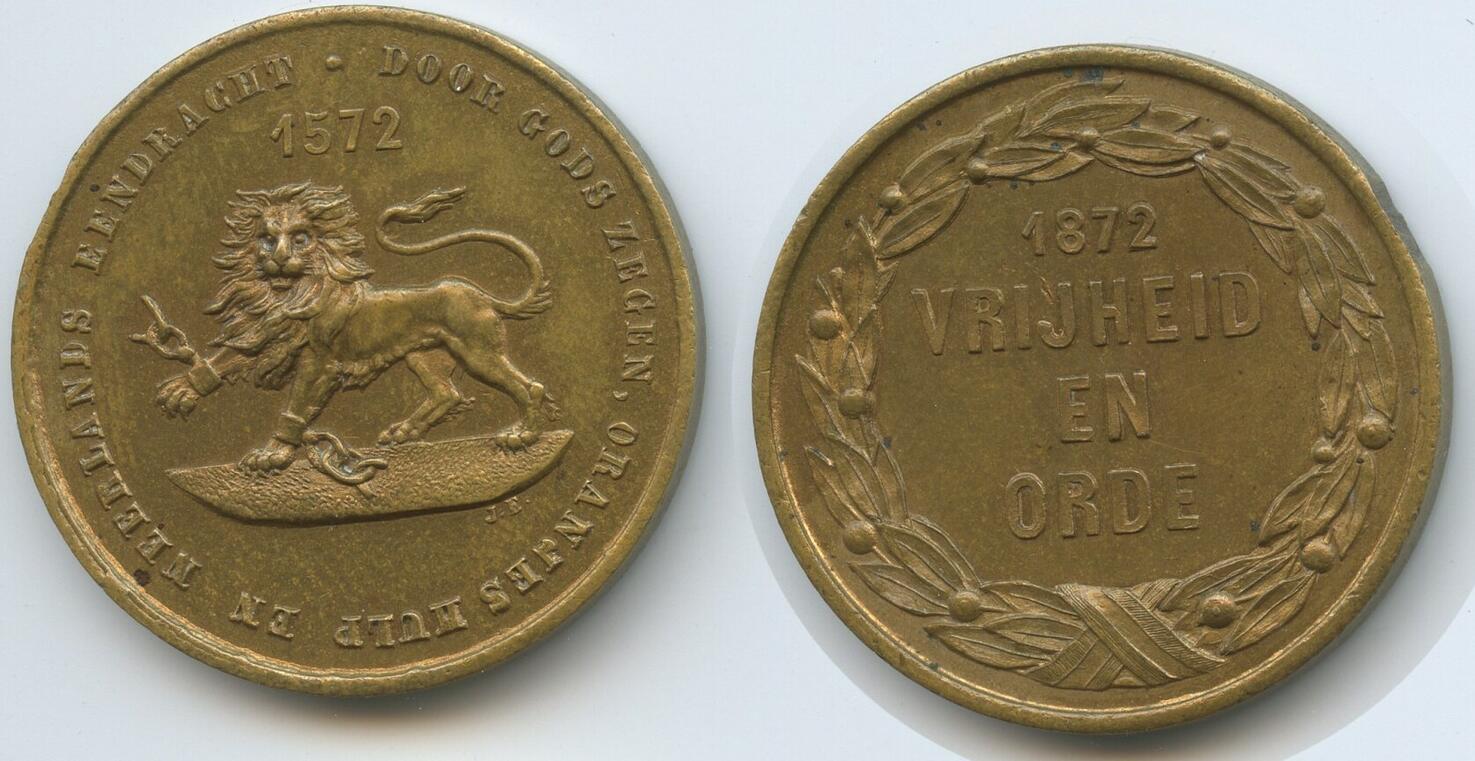 DOOR GODS ZEGEN, ORANJES HULP EN NEERLANDS EENDRACHT ·
1572
1872
VRIJHEID
EN
ORDE